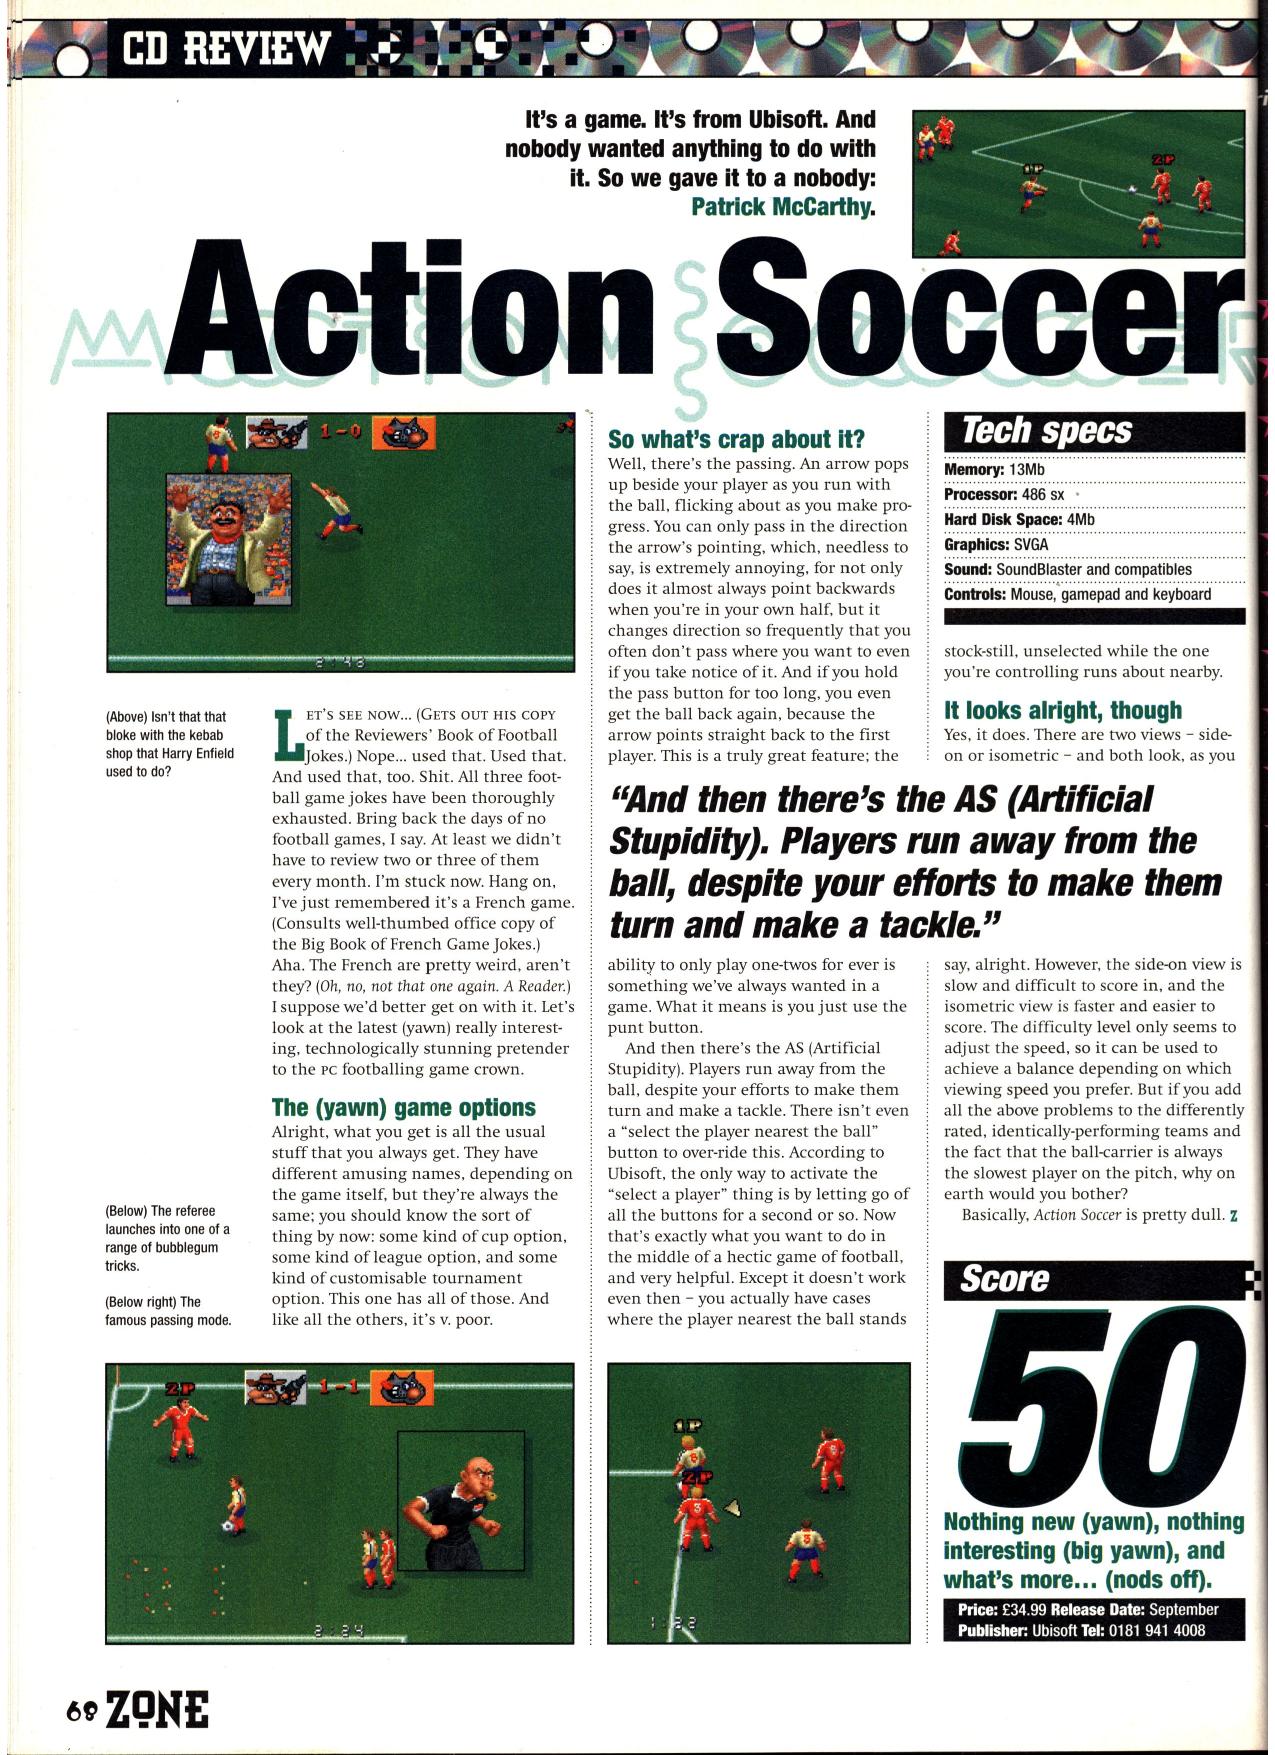 CD REVIEW
It's a game. It's from Ubisoft. And
nobody wanted anything to do with
it. So we gave it to a nobody:
Patrick McCarthy.
1P
2P
Action Soccer
1-0
2:43
(Above) Isn't that that
bloke with the kebab
shop that Harry Enfield
used to do?
LET'S SEE NOW... (GETS OUT HIS COPY
of the Reviewers' Book of Football
Jokes.) Nope... used that. Used that.
And used that, too. Shit. All three foot-
ball game jokes have been thoroughly
exhausted. Bring back the days of no
football games, I say. At least we didn't
have to review two or three of them
every month. I'm stuck now. Hang on,
I've just remembered it's a French game.
(Consults well-thumbed office copy of
the Big Book of French Game Jokes.)
Aha. The French are pretty weird, aren't
they? (Oh, no, not that one again. A Reader.)
I suppose we'd better get on with it. Let's
look at the latest (yawn) really interest-
ing, technologically stunning pretender
to the PC footballing game crown.
The (yawn) game options
Alright, what you get is all the usual
stuff that you always get. They have
different amusing names, depending on
the game itself, but they're always the
same; you should know the sort of
thing by now: some kind of cup option,
some kind of league option, and some
kind of customisable tournament
option. This one has all of those. And
like all the others, it's v. poor.
(Below) The referee
launches into one of a
range of bubblegum
tricks.
(Below right) The
famous passing mode.
So what's crap about it?
Well, there's the passing. An arrow pops
up beside your player as you run with
the ball, flicking about as you make pro-
gress. You can only pass in the direction
the arrow's pointing, which, needless to
say, is extremely annoying, for not only
does it almost always point backwards
when you're in your own half, but it
changes direction so frequently that you
often don't pass where you want to even
if you take notice of it. And if you hold
the pass button for too long, you even
get the ball back again, because the
arrow points straight back to the first
player. This is a truly great feature; the
"And then there's the AS (Artificial
Stupidity). Players run away from the
ball, despite your efforts to make them
turn and make a tackle."
ability to only play one-twos for ever is
something we've always wanted in a
game. What it means is you just use the
punt button.
And then there's the AS (Artificial
Stupidity). Players run away from the
ball, despite your efforts to make them
turn and make a tackle. There isn't even
a "select the player nearest the ball"
button to over-ride this. According to
Ubisoft, the only way to activate the
"select a player" thing is by letting go of
all the buttons for a second or so. Now
that's exactly what you want to do in
the middle of a hectic game of football,
and very helpful. Except it doesn't work
even then – you actually have cases
where the player nearest the ball stands
Tech specs
Memory: 13Mb
Processor: 486 sx
Hard Disk Space: 4Mb
Graphics: SVGA
Sound: SoundBlaster and compatibles
Controls: Mouse, gamepad and keyboard
stock-still, unselected while the one
you're controlling runs about nearby.
It looks alright, though
Yes, it does. There are two views – side-
on or isometric – and both look, as you
say, alright. However, the side-on view is
slow and difficult to score in, and the
isometric view is faster and easier to
score. The difficulty level only seems to
adjust the speed, so it can be used to
achieve a balance depending on which
viewing speed you prefer. But if you add
all the above problems to the differently
rated, identically-performing teams and
the fact that the ball-carrier is always
the slowest player on the pitch, why on
earth would you bother?
Basically, Action Soccer is pretty dull. Z
2P
1-1
2:24
1P
2P
3
3
Score
50
Nothing new (yawn), nothing
interesting (big yawn), and
what's more... (nods off).
Price: £34.99 Release Date: September
Publisher: Ubisoft Tel: 0181 941 4008
68 ZONE